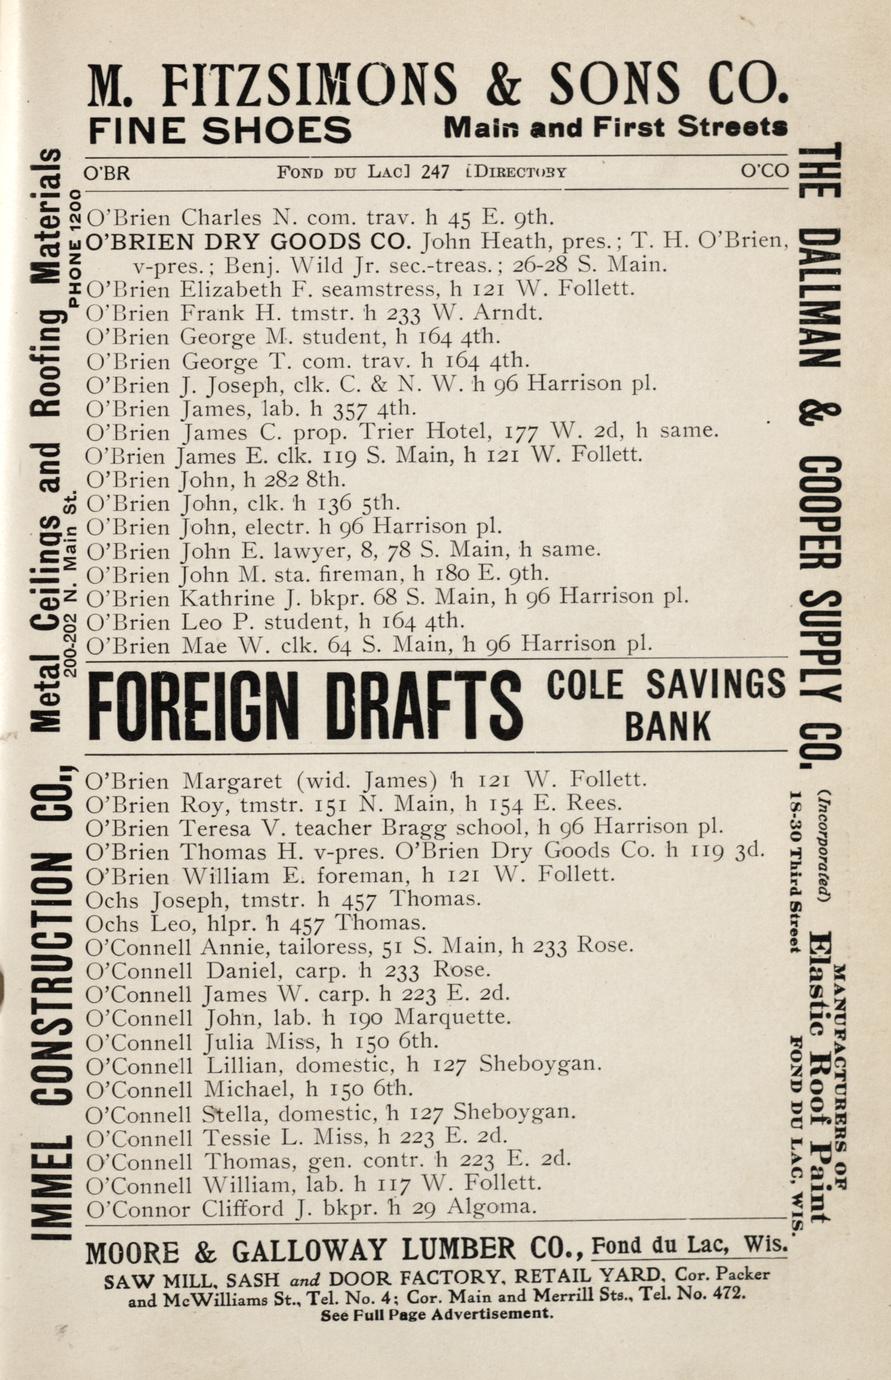 M. FITZSIMONS & SONS CO.
FINE SHOES Main and First Streets
O'BR FOND DU LAC] 247 [DIRECTORY O'CO
O'Brien Charles N. com. trav. h 45 E. 9th.
O'BRIEN DRY GOODS CO. John Heath, pres.; T. H. O'Brien,
v-pres.; Benj. Wild Jr. sec.-treas.; 26-28 S. Main.
O'Brien Elizabeth F. seamstress, h 121 W. Follett.
O'Brien Frank H. tmstr. h 233 W. Arndt.
O'Brien George M. student, h 164 4th.
O'Brien George T. com. trav. h 164 4th.
O'Brien J. Joseph, clk. C. & N. W. h 96 Harrison pl.
O'Brien James, lab. h 357 4th.
O'Brien James C. prop. Trier Hotel, 177 W. 2d, h same.
O'Brien James E. clk. 119 S. Main, h 121 W. Follett.
O'Brien John, h 282 8th.
O'Brien John, clk. h 136 5th.
O'Brien John, electr. h 96 Harrison pl.
O'Brien John E. lawyer, 8, 78 S. Main, h same.
O'Brien John M. sta. fireman, h 180 E. 9th.
O'Brien Kathrine J. bkpr. 68 S. Main, h 96 Harrison pl.
O'Brien Leo P. student, h 164 4th.
O'Brien Mae W. clk. 64 S. Main, h 96 Harrison pl.
FOREIGN DRAFTS COLE SAVINGS
BANK
O'Brien Margaret (wid. James) h 121 W. Follett.
O'Brien Roy, tmstr. 151 N. Main, h 154 E. Rees.
O'Brien Teresa V. teacher Bragg school, h 96 Harrison pl.
O'Brien Thomas H. v-pres. O'Brien Dry Goods Co. h 119 3d.
O'Brien William E. foreman, h 121 W. Follett.
Ochs Joseph, tmstr. h 457 Thomas.
Ochs Leo, hlpr. h 457 Thomas.
O'Connell Annie, tailoress, 51 S. Main, h 233 Rose.
O'Connell Daniel, carp. h 233 Rose.
O'Connell James W. carp. h 223 E. 2d.
O'Connell John, lab. h 190 Marquette.
O'Connell Julia Miss, h 150 6th.
O'Connell Lillian, domestic, h 127 Sheboygan.
O'Connell Michael, h 150 6th.
O'Connell Stella, domestic, h 127 Sheboygan.
O'Connell Tessie L. Miss, h 223 E. 2d.
O'Connell Thomas, gen. contr. h 223 E. 2d.
O'Connell William, lab. h 117 W. Follett.
O'Connor Clifford J. bkpr. h 29 Algoma.
MOORE & GALLOWAY LUMBER CO., Fond du Lac, Wis.
SAW MILL, SASH and DOOR FACTORY, RETAIL YARD, Cor. Packer
and McWilliams St., Tel. No. 4; Cor. Main and Merrill Sts., Tel. No. 472.
See Full Page Advertisement.
IMMEL CONSTRUCTION CO., Metal Ceilings and Roofing Materials
200-202 N. Main St. PHONE 1200
THE DALLMAN & COOPER SUPPLY CO.
(Incorporated)
18-30 Third Street
MANUFACTURERS OF
Elastic Roof Paint
FOND DU LAC, WIS.